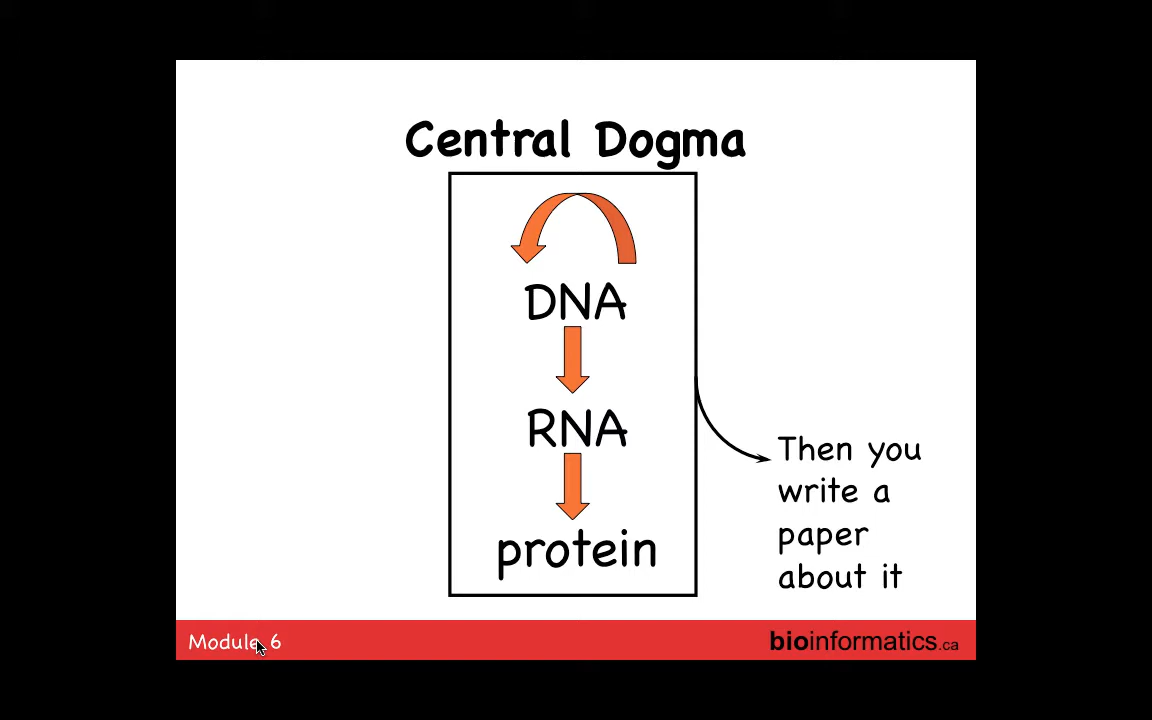 Central Dogma
DNA
RNA
protein
Then you
write a
paper
about it
Module 6
bioinformatics.ca